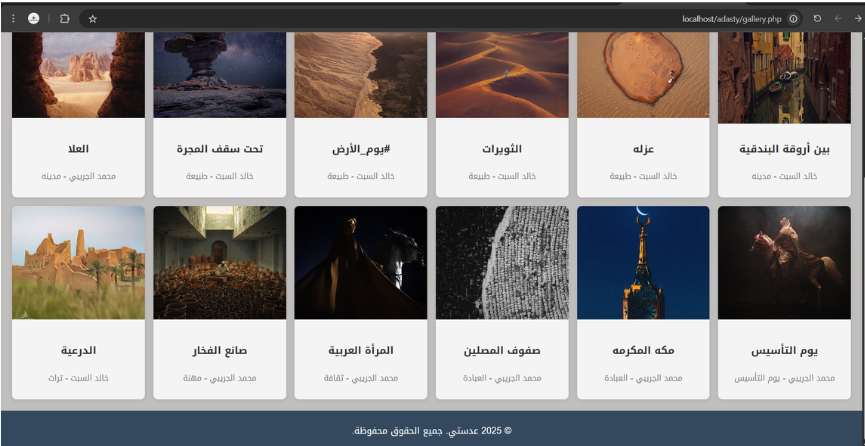 localhost/adasty/gallery.php
بين أروقة البندقية
خالد السبت - مدينه
عزله
خالد السبت - طبيعة
الثويرات
خالد السبت - طبيعة
#يوم_الأرض
خالد السبت - طبيعة
تحت سقف المجرة
خالد السبت - طبيعة
العلا
محمد الجريبي - مدينه
يوم التأسيس
محمد الجريبي - يوم التأسيس
مكه المكرمه
محمد الجريبي - العبادة
صفوف المصلين
محمد الجريبي - العبادة
المرأة العربية
محمد الجريبي - ثقافة
صانع الفخار
محمد الجريبي - مهنة
الدرعية
خالد السبت - تراث
© 2025 عدستي. جميع الحقوق محفوظة.